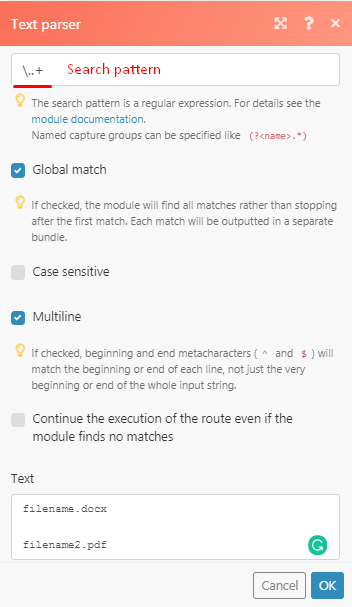 Text parser
\..+ Search pattern
The search pattern is a regular expression. For details see the
module documentation.
Named capture groups can be specified like (?<name>.*)
Global match
If checked, the module will find all matches rather than stopping
after the first match. Each match will be outputted in a separate
bundle.
Case sensitive
Multiline
If checked, beginning and end metacharacters ( ^ and $ ) will
match the beginning or end of each line, not just the very
beginning or end of the whole input string.
Continue the execution of the route even if the
module finds no matches
Text
filename.docx
filename2.pdf
Cancel OK